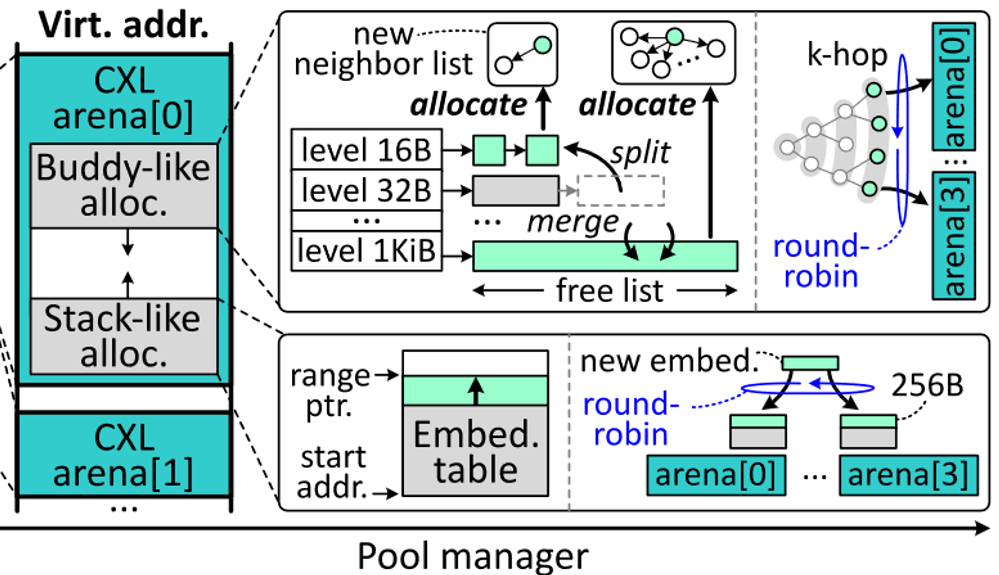 Virt. addr.
CXL
arena[0]
Buddy-like
alloc.
Stack-like
alloc.
CXL
arena[1]
...
new
neighbor list
allocate
allocate
...
level 16B
level 32B
...
level 1KiB
split
...
merge
free list
k-hop
round-
robin
arena[0]
...
arena[3]
range
ptr.
start
addr.
Embed.
table
new embed.
round-
robin
256B
arena[0]
...
arena[3]
Pool manager